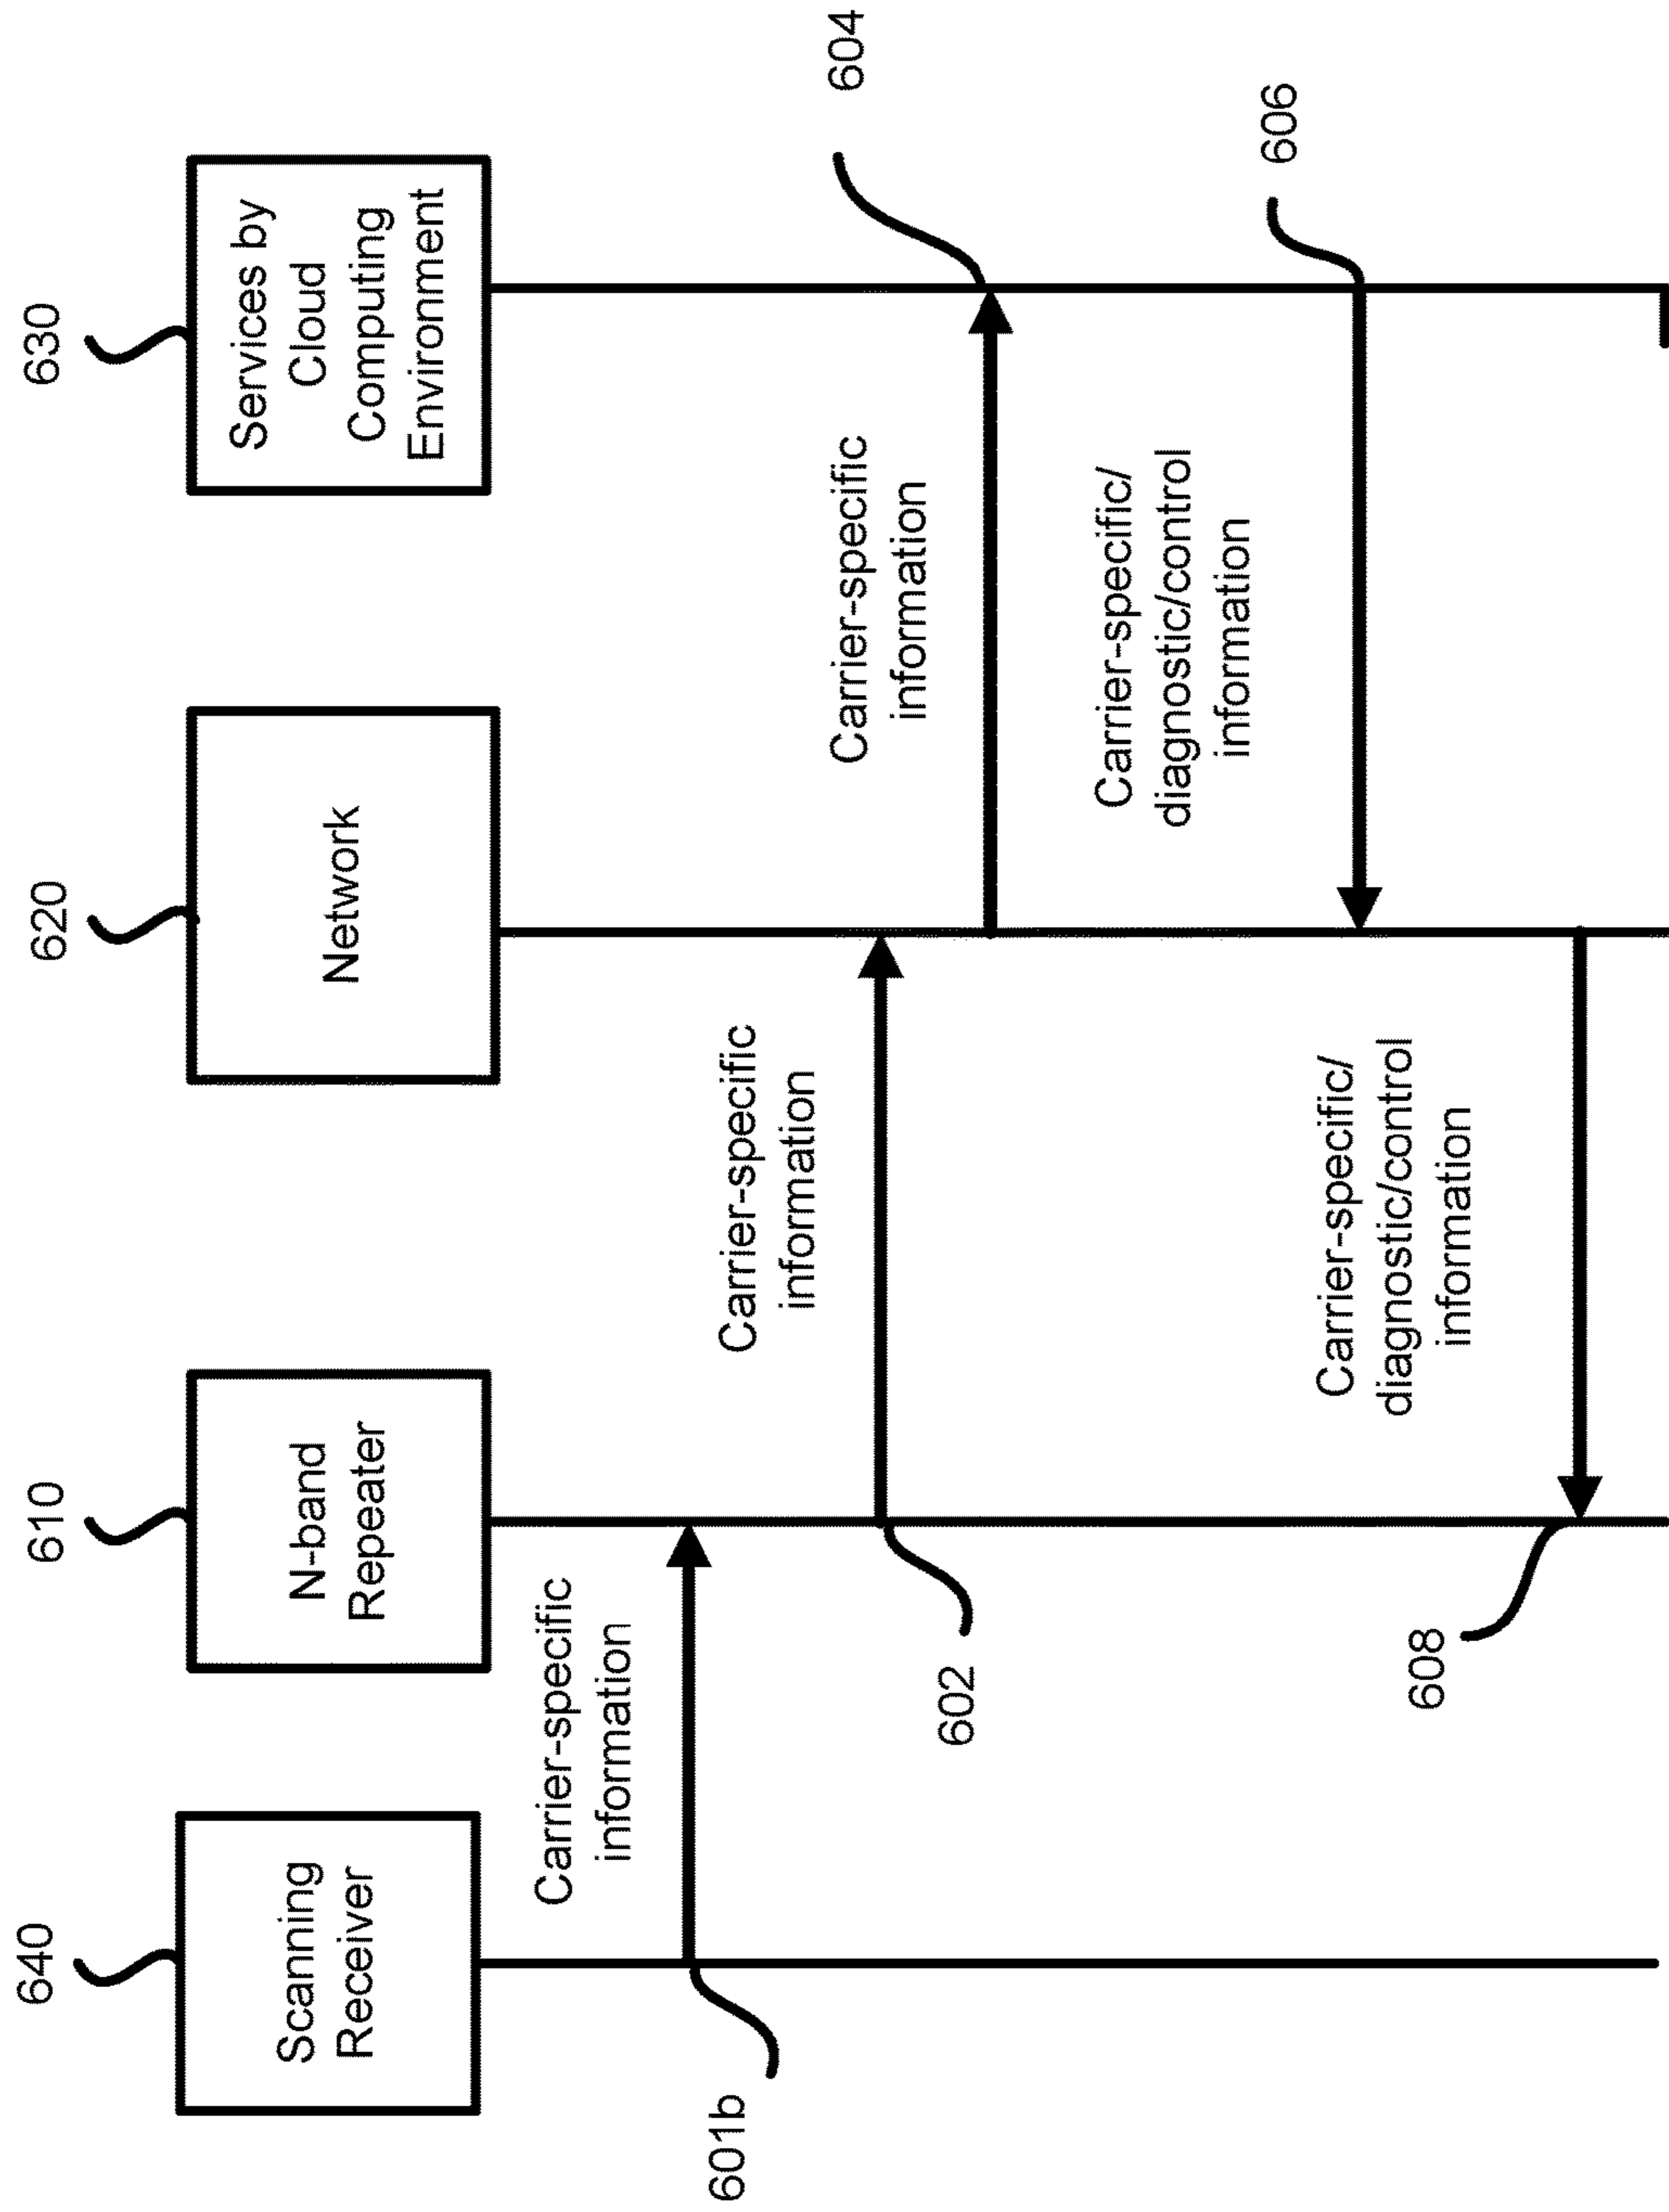 640
610
620
630
Scanning
Receiver
N-band
Repeater
Network
Services by
Cloud
Computing
Environment
Carrier-specific
information
601b
Carrier-specific
information
602
Carrier-specific
information
604
Carrier-specific/
diagnostic/control
information
606
Carrier-specific/
diagnostic/control
information
608